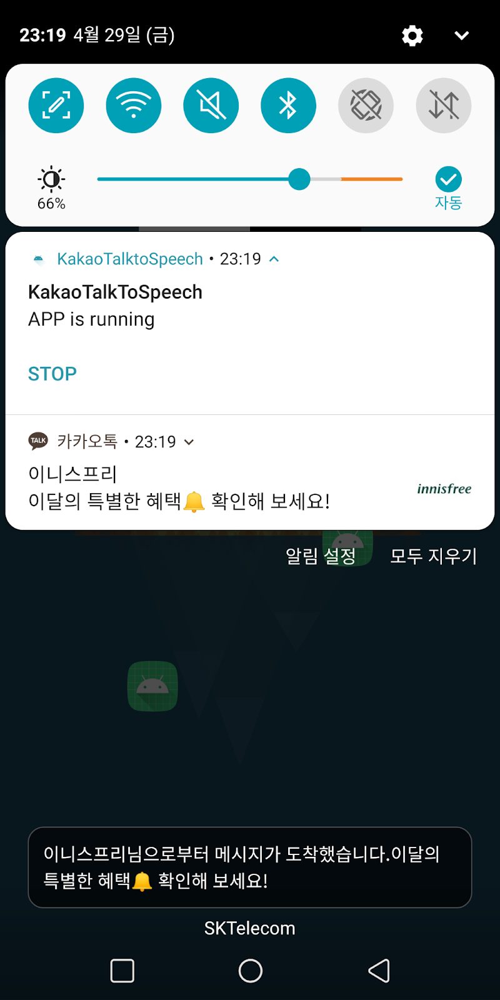 23:19 4월 29일 (금)
66%
자동
KakaoTalktoSpeech • 23:19
KakaoTalkToSpeech
APP is running
STOP
TALK 카카오톡 • 23:19
이니스프리
이달의 특별한 혜택🔔 확인해 보세요!
innisfree
알림 설정 모두 지우기
이니스프리님으로부터 메시지가 도착했습니다.이달의
특별한 혜택🔔 확인해 보세요!
SKTelecom